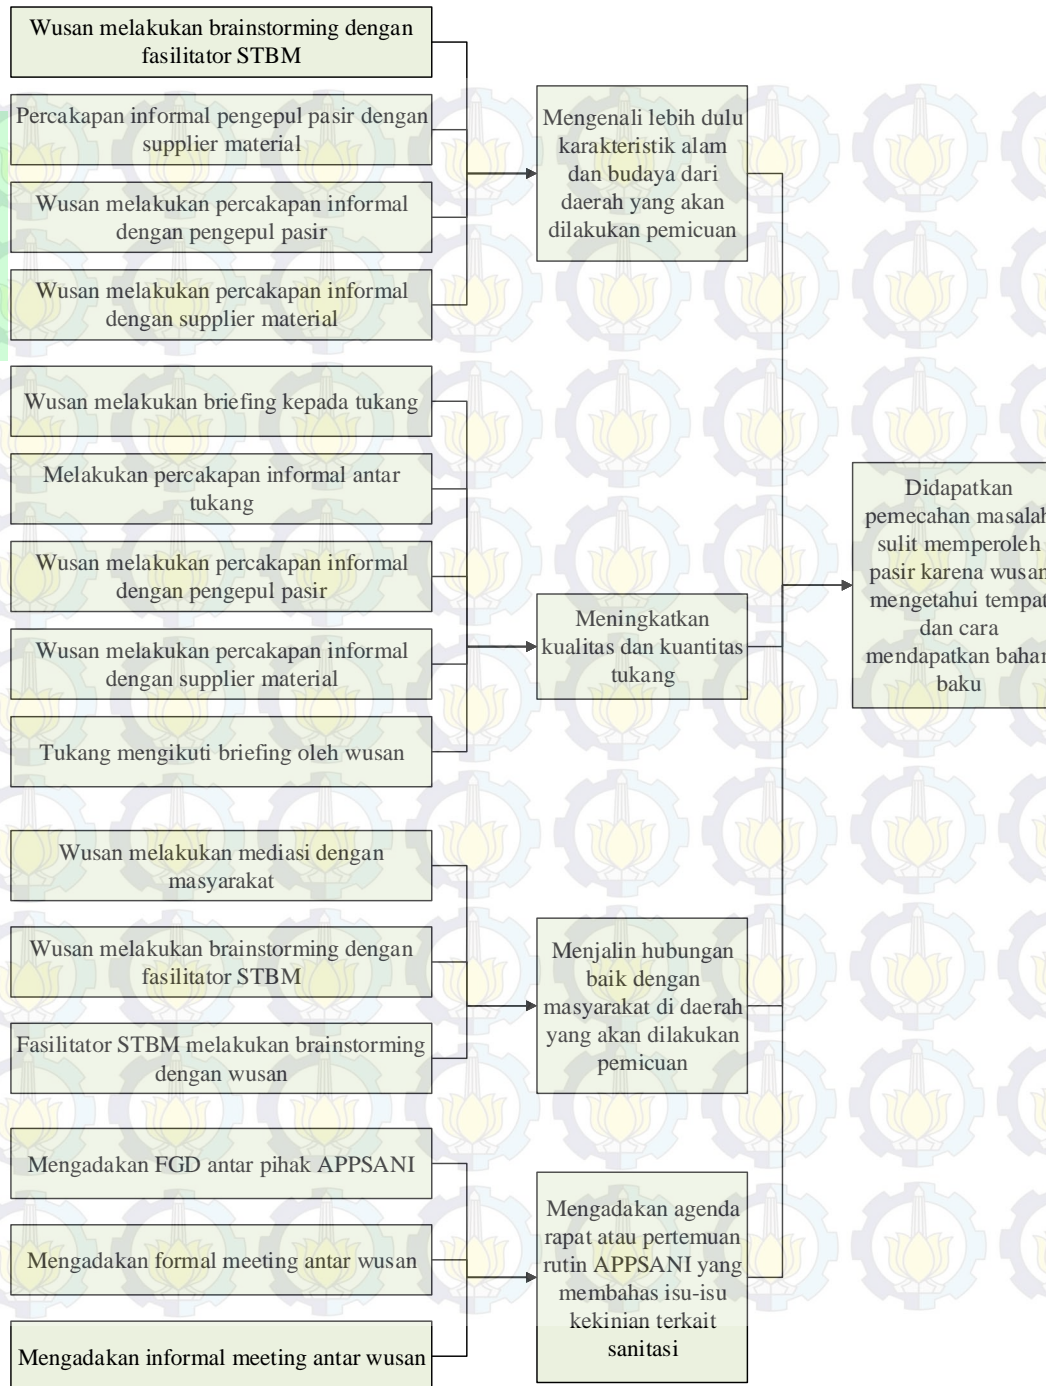 Wusan melakukan brainstorming dengan
fasilitator STBM
Percakapan informal pengepul pasir dengan
supplier material
Wusan melakukan percakapan informal
dengan pengepul pasir
Wusan melakukan percakapan informal
dengan supplier material
Mengenali lebih dulu
karakteristik alam
dan budaya dari
daerah yang akan
dilakukan pemicuan
Wusan melakukan briefing kepada tukang
Melakukan percakapan informal antar
tukang
Wusan melakukan percakapan informal
dengan pengepul pasir
Wusan melakukan percakapan informal
dengan supplier material
Tukang mengikuti briefing oleh wusan
Meningkatkan
kualitas dan kuantitas
tukang
Wusan melakukan mediasi dengan
masyarakat
Wusan melakukan brainstorming dengan
fasilitator STBM
Fasilitator STBM melakukan brainstorming
dengan wusan
Menjalin hubungan
baik dengan
masyarakat di daerah
yang akan dilakukan
pemicuan
Mengadakan FGD antar pihak APPSANI
Mengadakan formal meeting antar wusan
Mengadakan informal meeting antar wusan
Mengadakan agenda
rapat atau pertemuan
rutin APPSANI yang
membahas isu-isu
kekinian terkait
sanitasi
Didapatkan
pemecahan masalah
sulit memperoleh
pasir karena wusan
mengetahui tempat
dan cara
mendapatkan bahan
baku